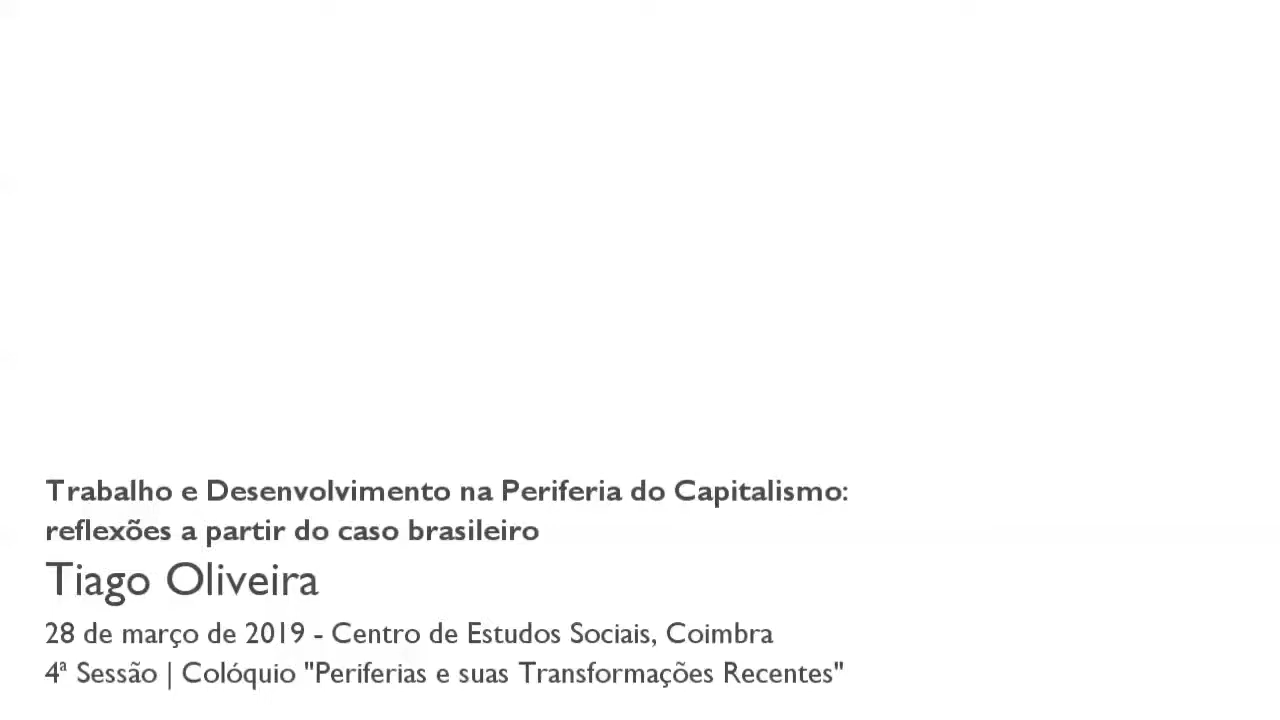 Trabalho e Desenvolvimento na Periferia do Capitalismo:
reflexões a partir do caso brasileiro
Tiago Oliveira
28 de março de 2019 - Centro de Estudos Sociais, Coimbra
4ª Sessão | Colóquio "Periferias e suas Transformações Recentes"